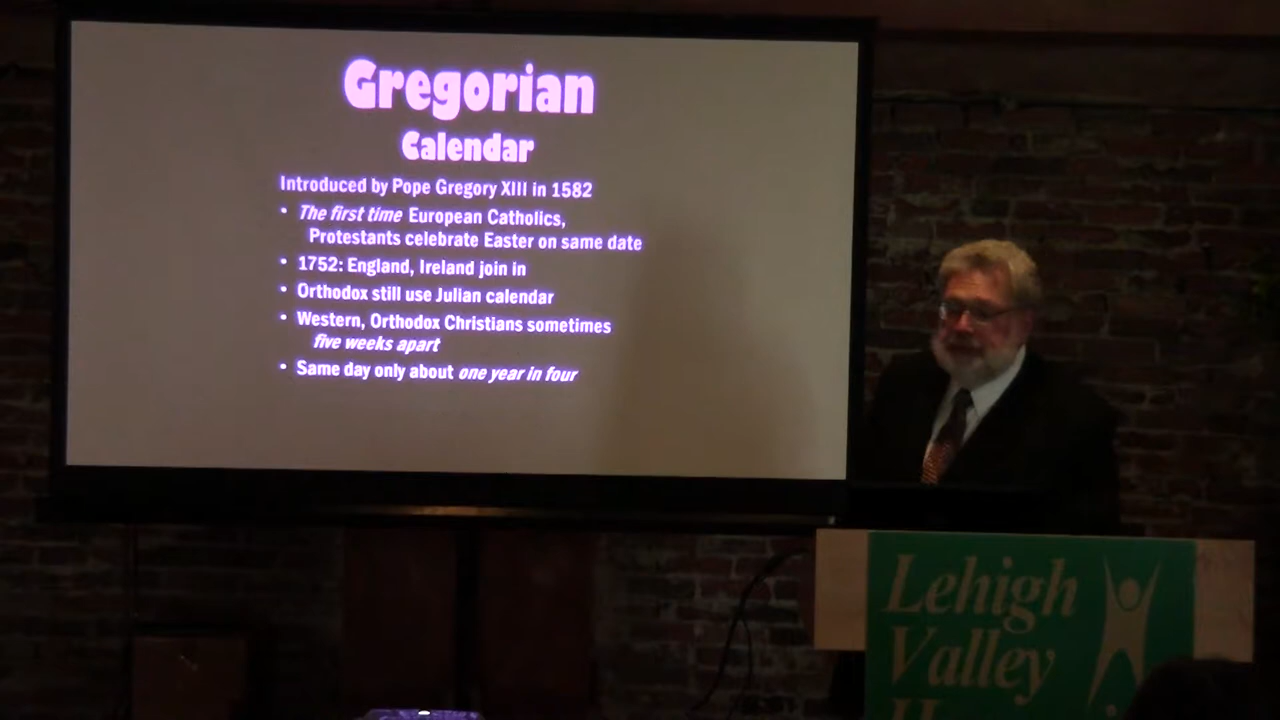 Gregorian
Calendar
Introduced by Pope Gregory XIII in 1582
• The first time European Catholics,
Protestants celebrate Easter on same date
• 1752: England, Ireland join in
• Orthodox still use Julian calendar
• Western, Orthodox Christians sometimes
five weeks apart
• Same day only about one year in four
Lehigh
Valley